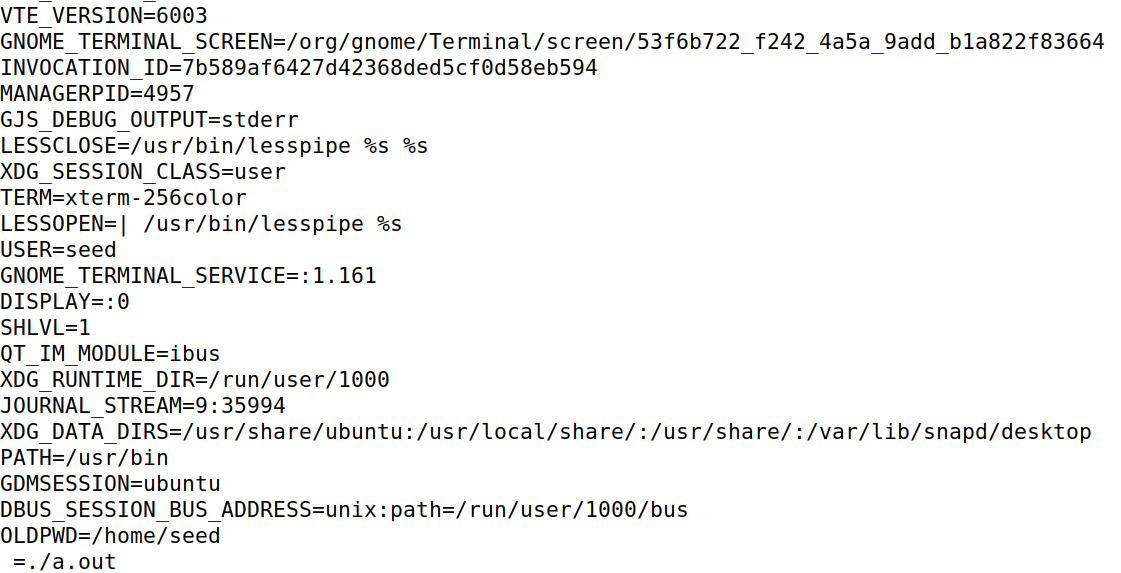 VTE_VERSION=6003
GNOME_TERMINAL_SCREEN=/org/gnome/Terminal/screen/53f6b722_f242_4a5a_9add_b1a822f83664
INVOCATION_ID=7b589af6427d42368ded5cf0d58eb594
MANAGERPID=4957
GJS_DEBUG_OUTPUT=stderr
LESSCLOSE=/usr/bin/lesspipe %s %s
XDG_SESSION_CLASS=user
TERM=xterm-256color
LESSOPEN=| /usr/bin/lesspipe %s
USER=seed
GNOME_TERMINAL_SERVICE=:1.161
DISPLAY=:0
SHLVL=1
QT_IM_MODULE=ibus
XDG_RUNTIME_DIR=/run/user/1000
JOURNAL_STREAM=9:35994
XDG_DATA_DIRS=/usr/share/ubuntu:/usr/local/share/:/usr/share/:/var/lib/snapd/desktop
PATH=/usr/bin
GDMSESSION=ubuntu
DBUS_SESSION_BUS_ADDRESS=unix:path=/run/user/1000/bus
OLDPWD=/home/seed
 =./a.out